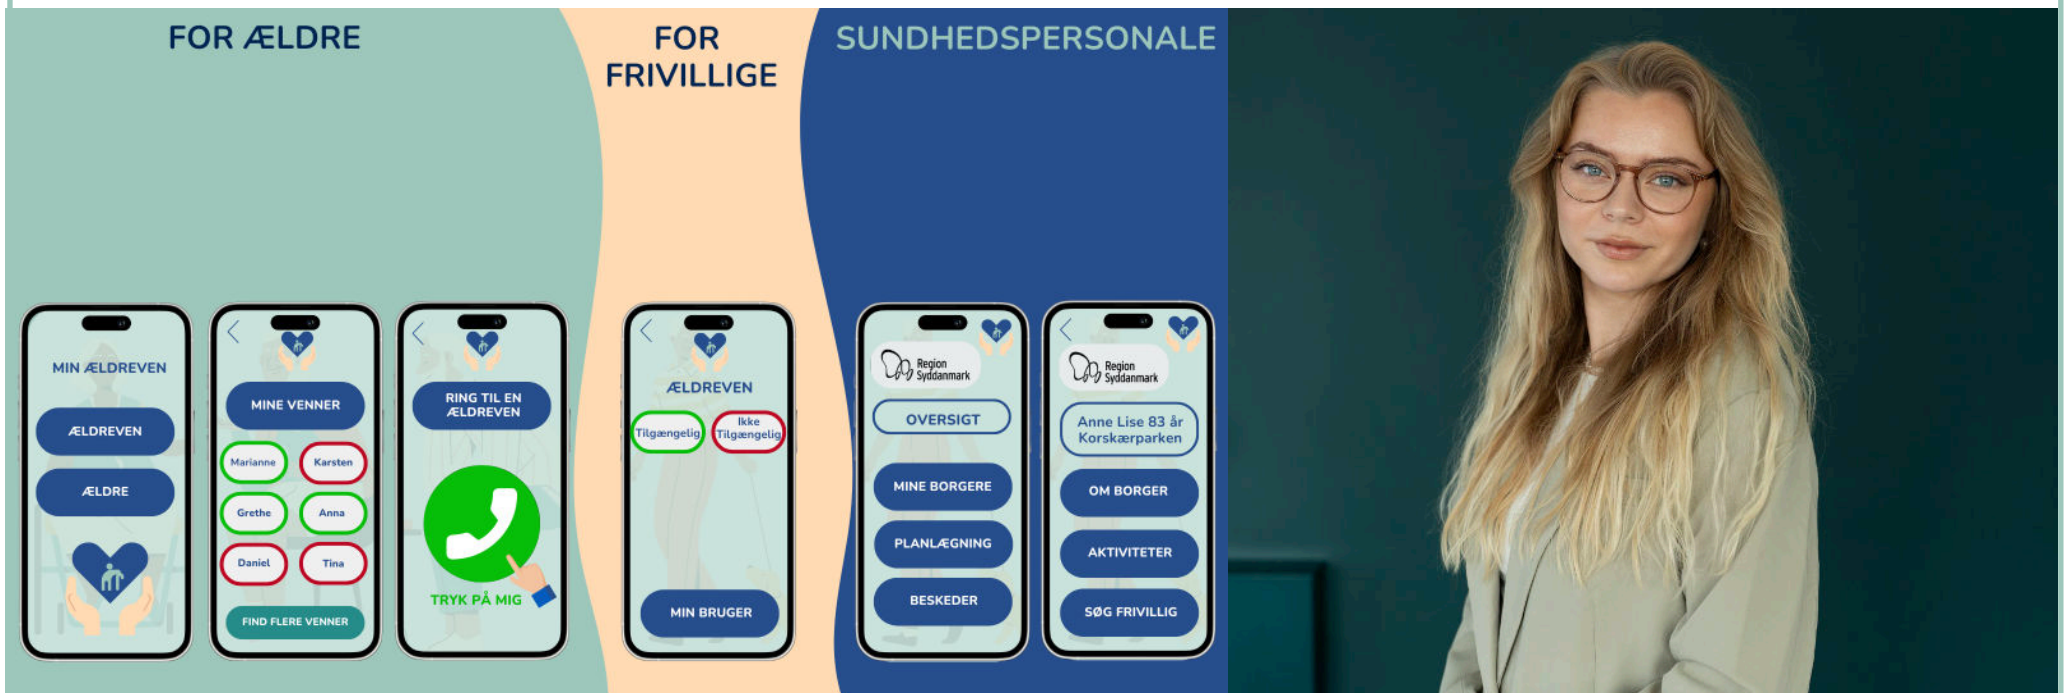 FOR ÆLDRE
MIN ÆLDREVEN
ÆLDREVEN
ÆLDRE
MINE VENNER
Marianne
Karsten
Grethe
Anna
Daniel
Tina
FIND FLERE VENNER
RING TIL EN
ÆLDREVEN
TRYK PÅ MIG
FOR
FRIVILLIGE
ÆLDREVEN
Tilgængelig
Ikke
Tilgængelig
MIN BRUGER
SUNDHEDSPERSONALE
Region
Syddanmark
OVERSIGT
MINE BORGERE
PLANLÆGNING
BESKEDER
Region
Syddanmark
Anne Lise 83 år
Korskærparken
OM BORGER
AKTIVITETER
SØG FRIVILLIG